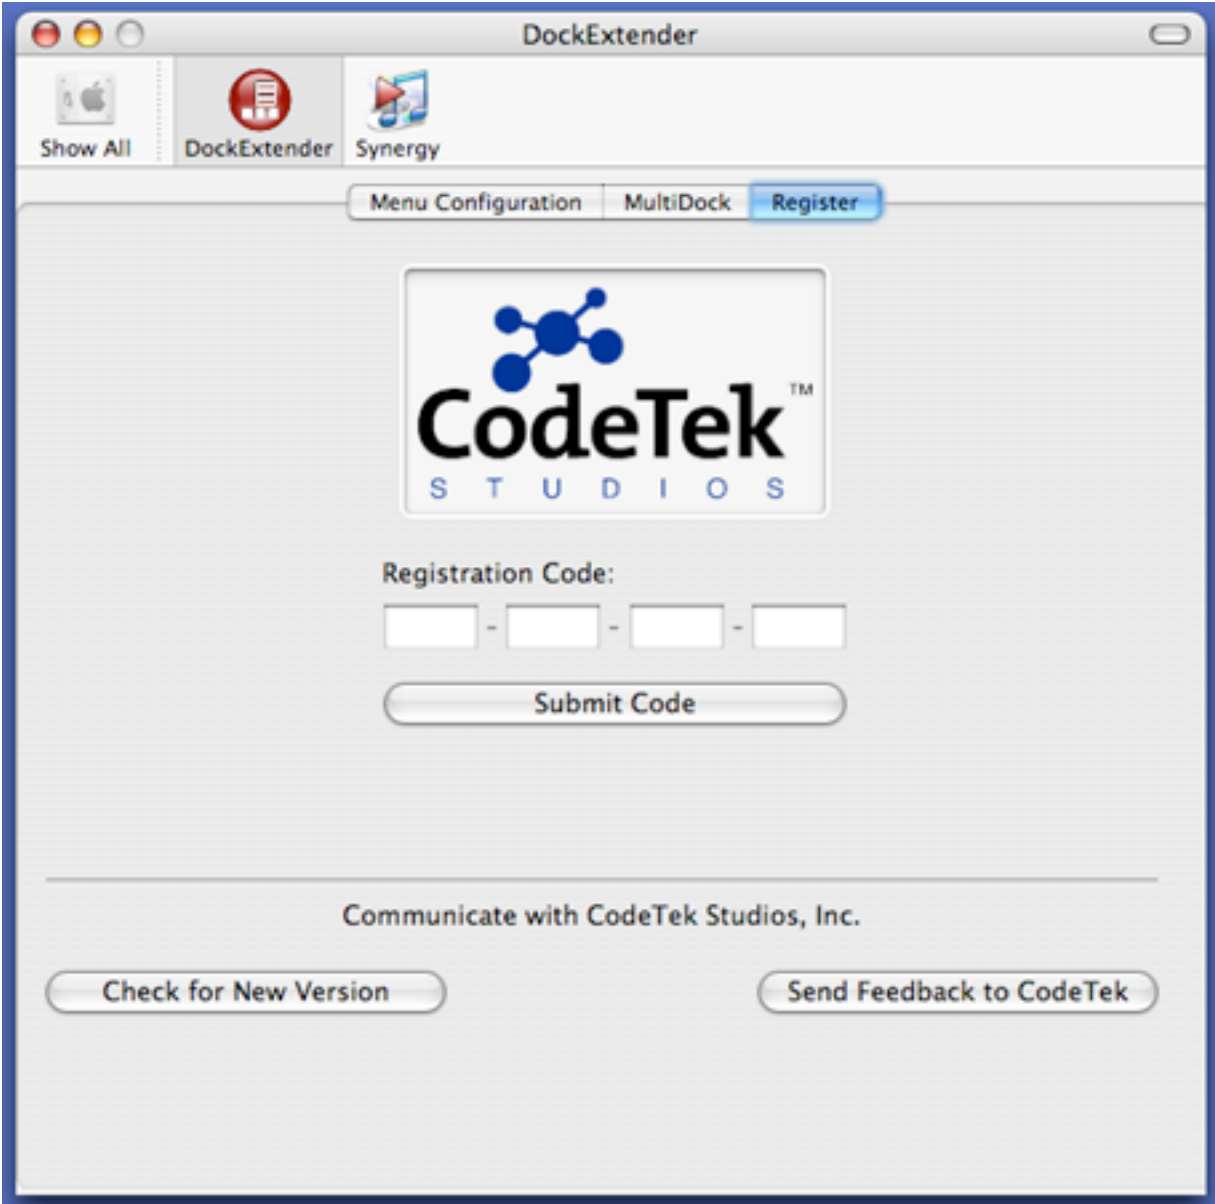 DockExtender
Show All
DockExtender
Synergy
Menu Configuration
MultiDock
Register
CodeTek™
STUDIOS
Registration Code:
- - -
Submit Code
Communicate with CodeTek Studios, Inc.
Check for New Version
Send Feedback to CodeTek